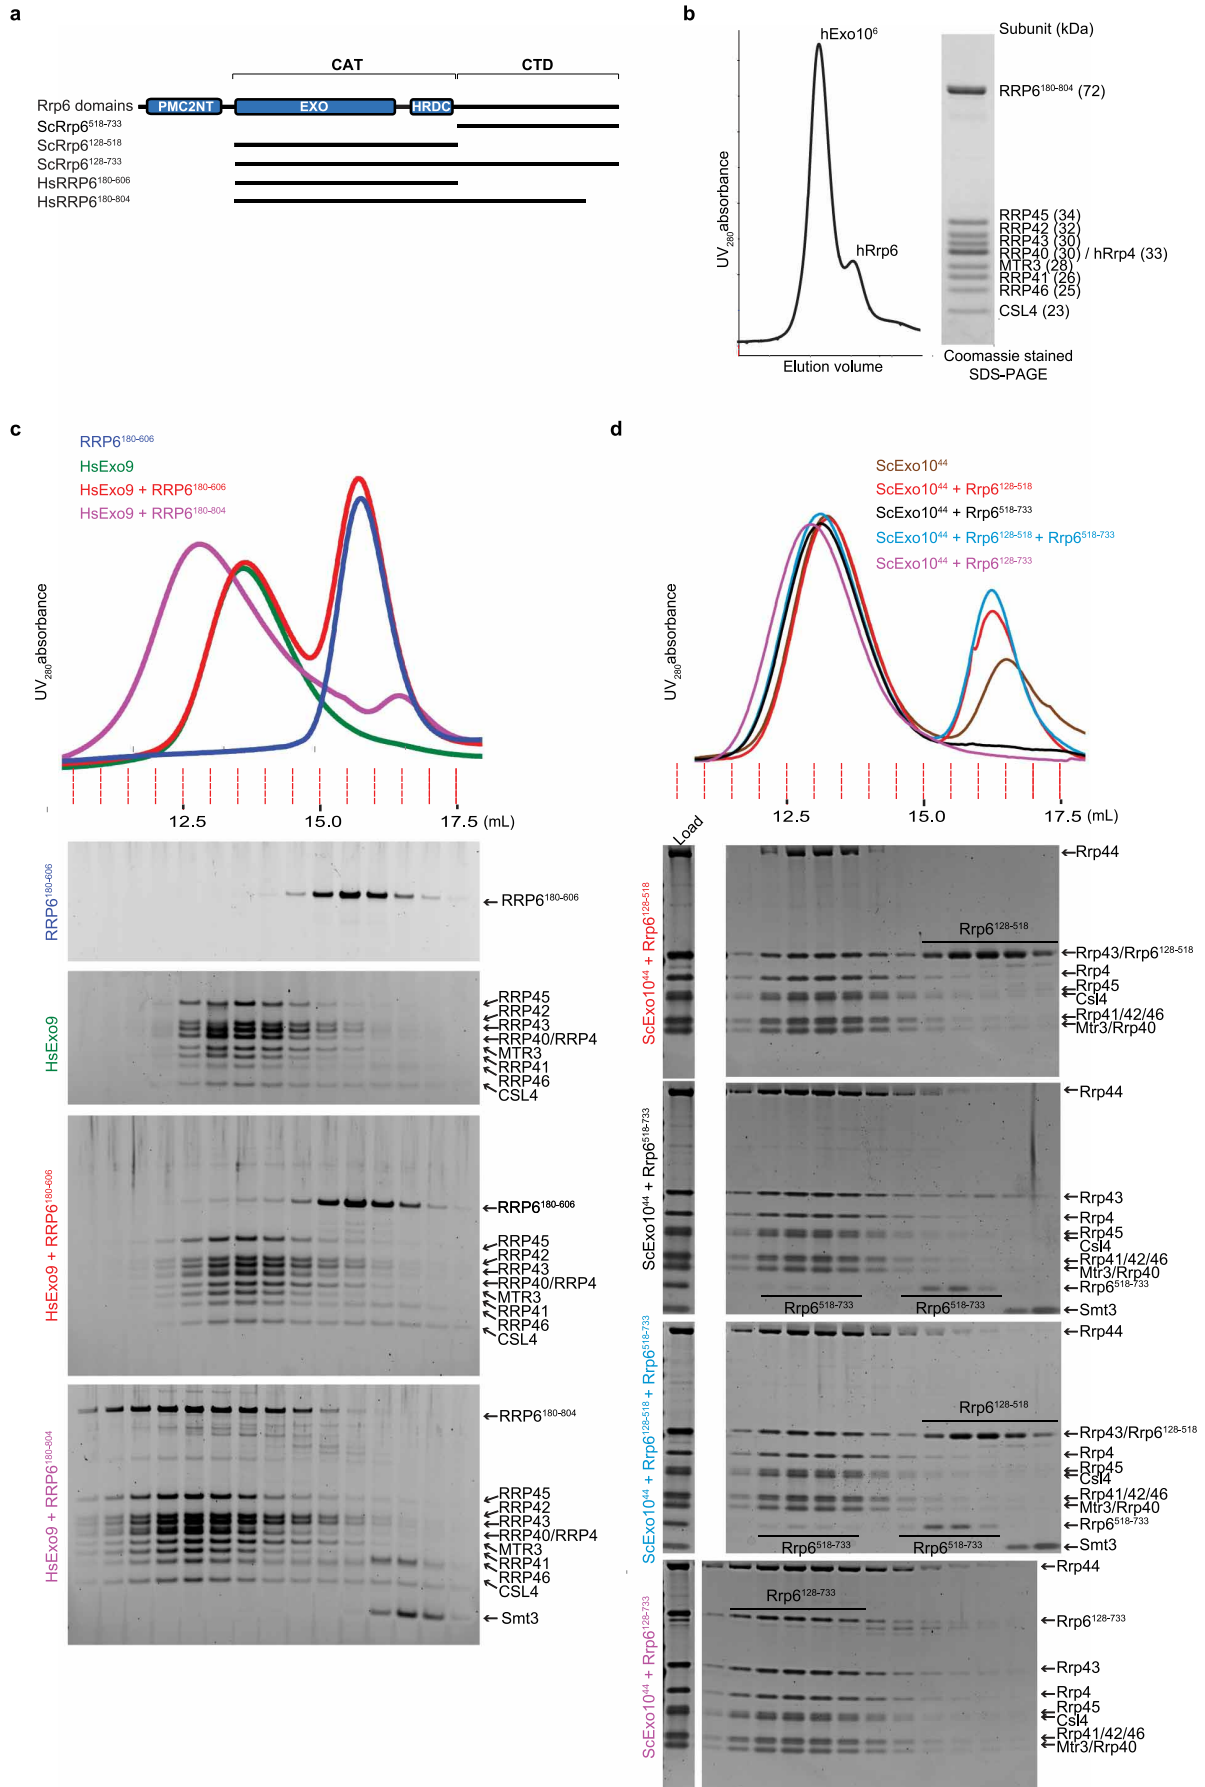 a
CAT
CTD
Rrp6 domains
PMC2NT
EXO
HRDC
ScRrp6518-733
ScRrp6128-518
ScRrp6128-733
HsRRP6180-606
HsRRP6180-804
b
hExo106
hRrp6
UV280absorbance
Elution volume
Subunit (kDa)
RRP6180-804 (72)
RRP45 (34)
RRP42 (32)
RRP43 (30)
RRP40 (30) / hRrp4 (33)
MTR3 (28)
RRP41 (26)
RRP46 (25)
CSL4 (23)
Coomassie stained
SDS-PAGE
c
RRP6180-606
HsExo9
HsExo9 + RRP6180-606
HsExo9 + RRP6180-804
UV280absorbance
12.5
15.0
17.5 (mL)
RRP6180-606
RRP6180-606
HsExo9
RRP45
RRP42
RRP43
RRP40/RRP4
MTR3
RRP41
RRP46
CSL4
HsExo9 + RRP6180-606
RRP6180-606
RRP45
RRP42
RRP43
RRP40/RRP4
MTR3
RRP41
RRP46
CSL4
HsExo9 + RRP6180-804
RRP6180-804
RRP45
RRP42
RRP43
RRP40/RRP4
MTR3
RRP41
RRP46
CSL4
Smt3
d
ScExo1044
ScExo1044 + Rrp6128-518
ScExo1044 + Rrp6518-733
ScExo1044 + Rrp6128-518 + Rrp6518-733
ScExo1044 + Rrp6128-733
UV280absorbance
12.5
15.0
17.5 (mL)
Load
ScExo1044 + Rrp6128-518
Rrp44
Rrp6128-518
Rrp43/Rrp6128-518
Rrp4
Rrp45
Csl4
Rrp41/42/46
Mtr3/Rrp40
ScExo1044 + Rrp6518-733
Rrp44
Rrp43
Rrp4
Rrp45
Csl4
Rrp41/42/46
Mtr3/Rrp40
Rrp6518-733
Rrp6518-733
Rrp6518-733
Smt3
ScExo1044 + Rrp6128-518 + Rrp6518-733
Rrp44
Rrp6128-518
Rrp43/Rrp6128-518
Rrp4
Rrp45
Csl4
Rrp41/42/46
Mtr3/Rrp40
Rrp6518-733
Rrp6518-733
Rrp6518-733
Smt3
ScExo1044 + Rrp6128-733
Rrp44
Rrp6128-733
Rrp6128-733
Rrp43
Rrp4
Rrp45
Csl4
Rrp41/42/46
Mtr3/Rrp40